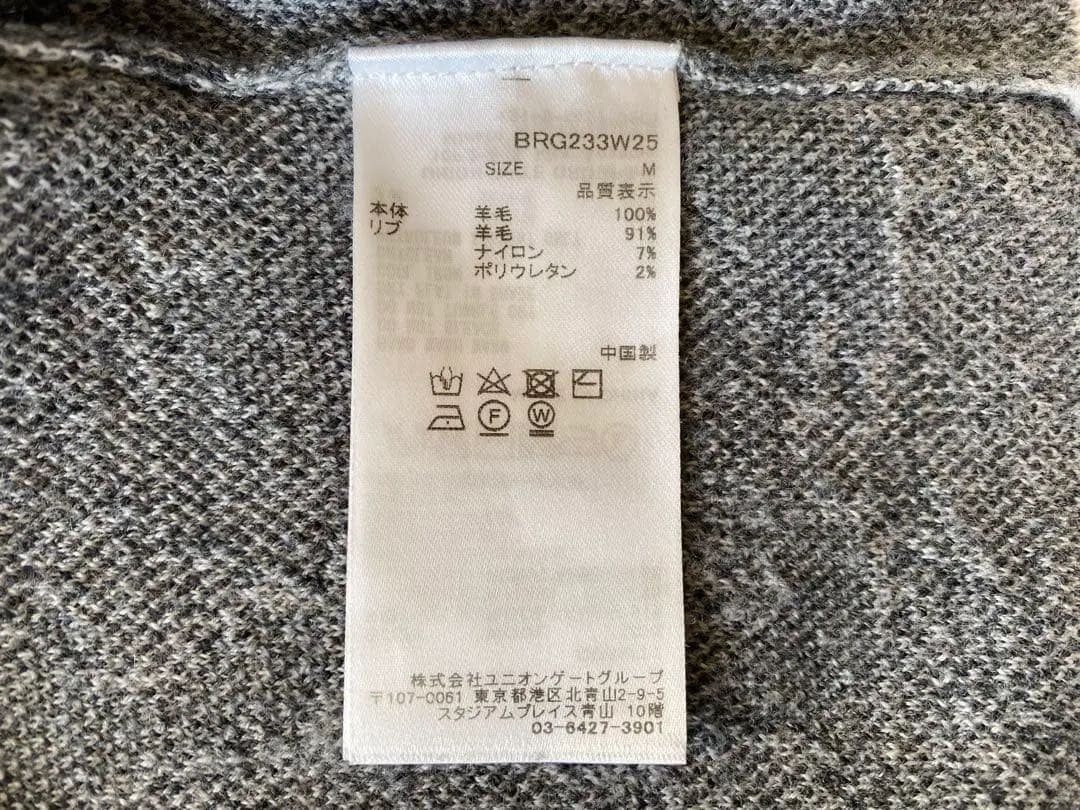 BRG233W25
SIZE M
品質表示
本体 羊毛 100%
リブ 羊毛 91%
ナイロン 7%
ポリウレタン 2%
中国製
F W
株式会社ユニオンゲートグループ
〒107-0061 東京都港区北青山2-9-5
スタジアムプレイス青山 10階
03-6427-3901